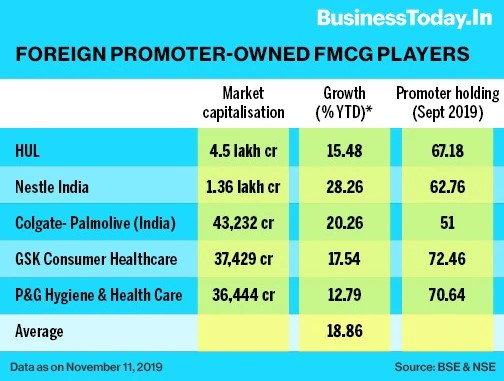 BusinessToday.In
FOREIGN PROMOTER-OWNED FMCG PLAYERS
Market capitalisation Growth (% YTD)* Promoter holding (Sept 2019)
HUL 4.5 lakh cr 15.48 67.18
Nestle India 1.36 lakh cr 28.26 62.76
Colgate- Palmolive (India) 43,232 cr 20.26 51
GSK Consumer Healthcare 37,429 cr 17.54 72.46
P&G Hygiene & Health Care 36,444 cr 12.79 70.64
Average 18.86
Data as on November 11, 2019 Source: BSE & NSE